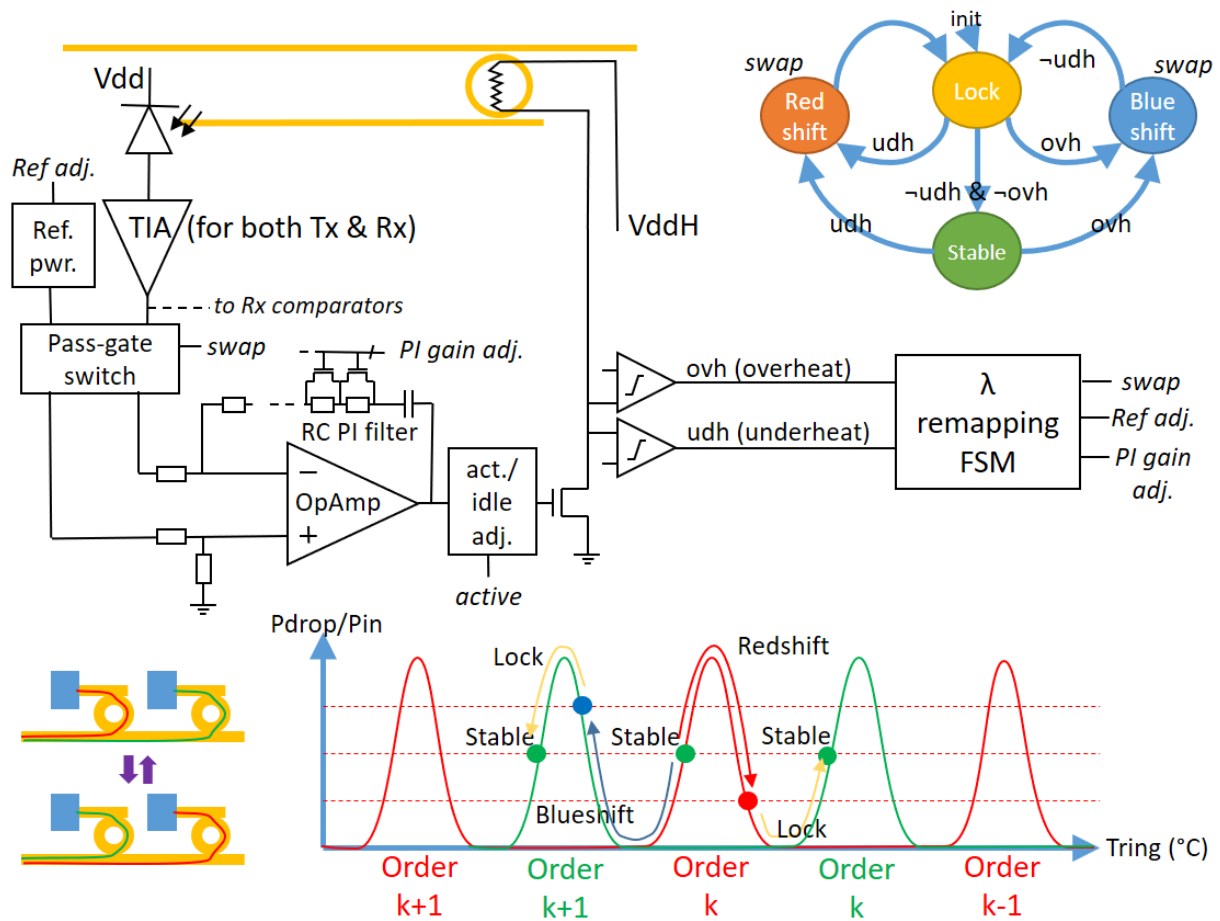 Vdd
Ref adj.
Ref.
pwr.
TIA (for both Tx & Rx)
VddH
to Rx comparators
Pass-gate
switch
swap
PI gain adj.
RC PI filter
−
OpAmp
+
act./
idle
adj.
active
ovh (overheat)
udh (underheat)
λ
remapping
FSM
swap
Ref adj.
PI gain
adj.
init
swap
Red
shift
Lock
¬udh
swap
Blue
shift
udh
ovh
¬udh & ¬ovh
udh
ovh
Stable
Pdrop/Pin
Lock
Redshift
Stable
Stable
Stable
Blueshift
Lock
Tring (°C)
Order
k+1
Order
k+1
Order
k
Order
k
Order
k-1